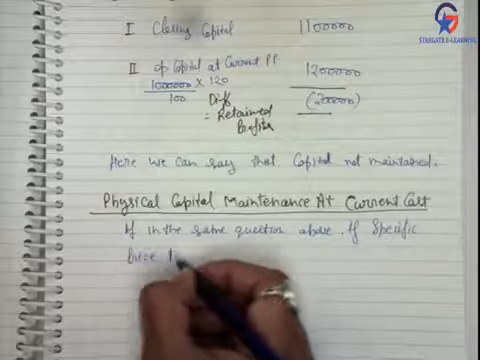 STARGATE E-LEARNING
I Closing Capital 1100000
II op Capital at Current PP 1200000
1000000 x 120
100
Diff (200000)
= Retained
Benefits
Here we can say that Capital not maintained.
Physical Capital Maintenance At Current Cost
If in the same question above. If Specific
Price